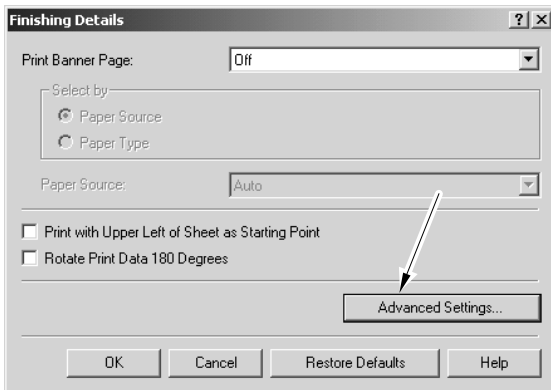 Finishing Details
Print Banner Page: Off
Select by
Paper Source
Paper Type
Paper Source: Auto
Print with Upper Left of Sheet as Starting Point
Rotate Print Data 180 Degrees
Advanced Settings...
OK Cancel Restore Defaults Help